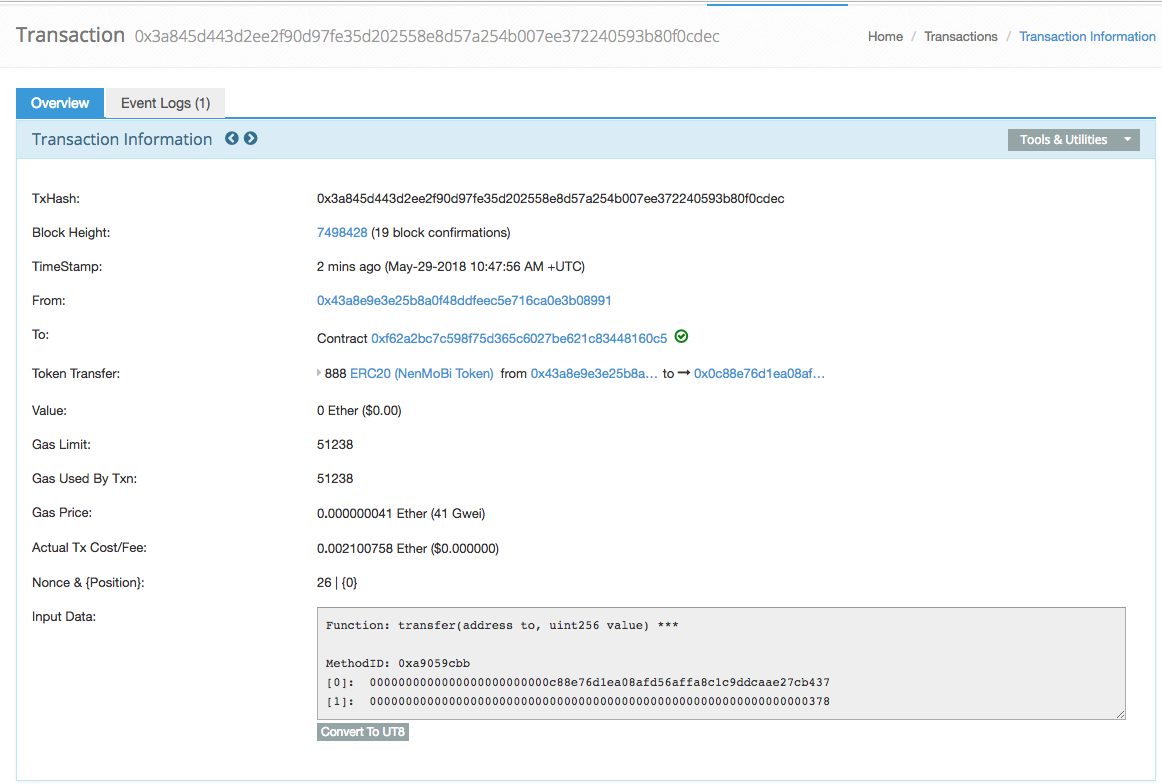 Transaction 0x3a845d443d2ee2f90d97fe35d202558e8d57a254b007ee372240593b80f0cdec
Home / Transactions / Transaction Information
Overview Event Logs (1)
Transaction Information
Tools & Utilities
TxHash: 0x3a845d443d2ee2f90d97fe35d202558e8d57a254b007ee372240593b80f0cdec
Block Height: 7498428 (19 block confirmations)
TimeStamp: 2 mins ago (May-29-2018 10:47:56 AM +UTC)
From: 0x43a8e9e3e25b8a0f48ddfeec5e716ca0e3b08991
To: Contract 0xf62a2bc7c598f75d365c6027be621c83448160c5
Token Transfer: 888 ERC20 (NenMoBi Token) from 0x43a8e9e3e25b8a... to → 0x0c88e76d1ea08af...
Value: 0 Ether ($0.00)
Gas Limit: 51238
Gas Used By Txn: 51238
Gas Price: 0.000000041 Ether (41 Gwei)
Actual Tx Cost/Fee: 0.002100758 Ether ($0.000000)
Nonce & {Position}: 26 | {0}
Input Data:
Function: transfer(address to, uint256 value) ***
MethodID: 0xa9059cbb
[0]: 0000000000000000000000000c88e76d1ea08afd56affa8c1c9ddcaae27cb437
[1]: 0000000000000000000000000000000000000000000000000000000000000378
Convert To UT8